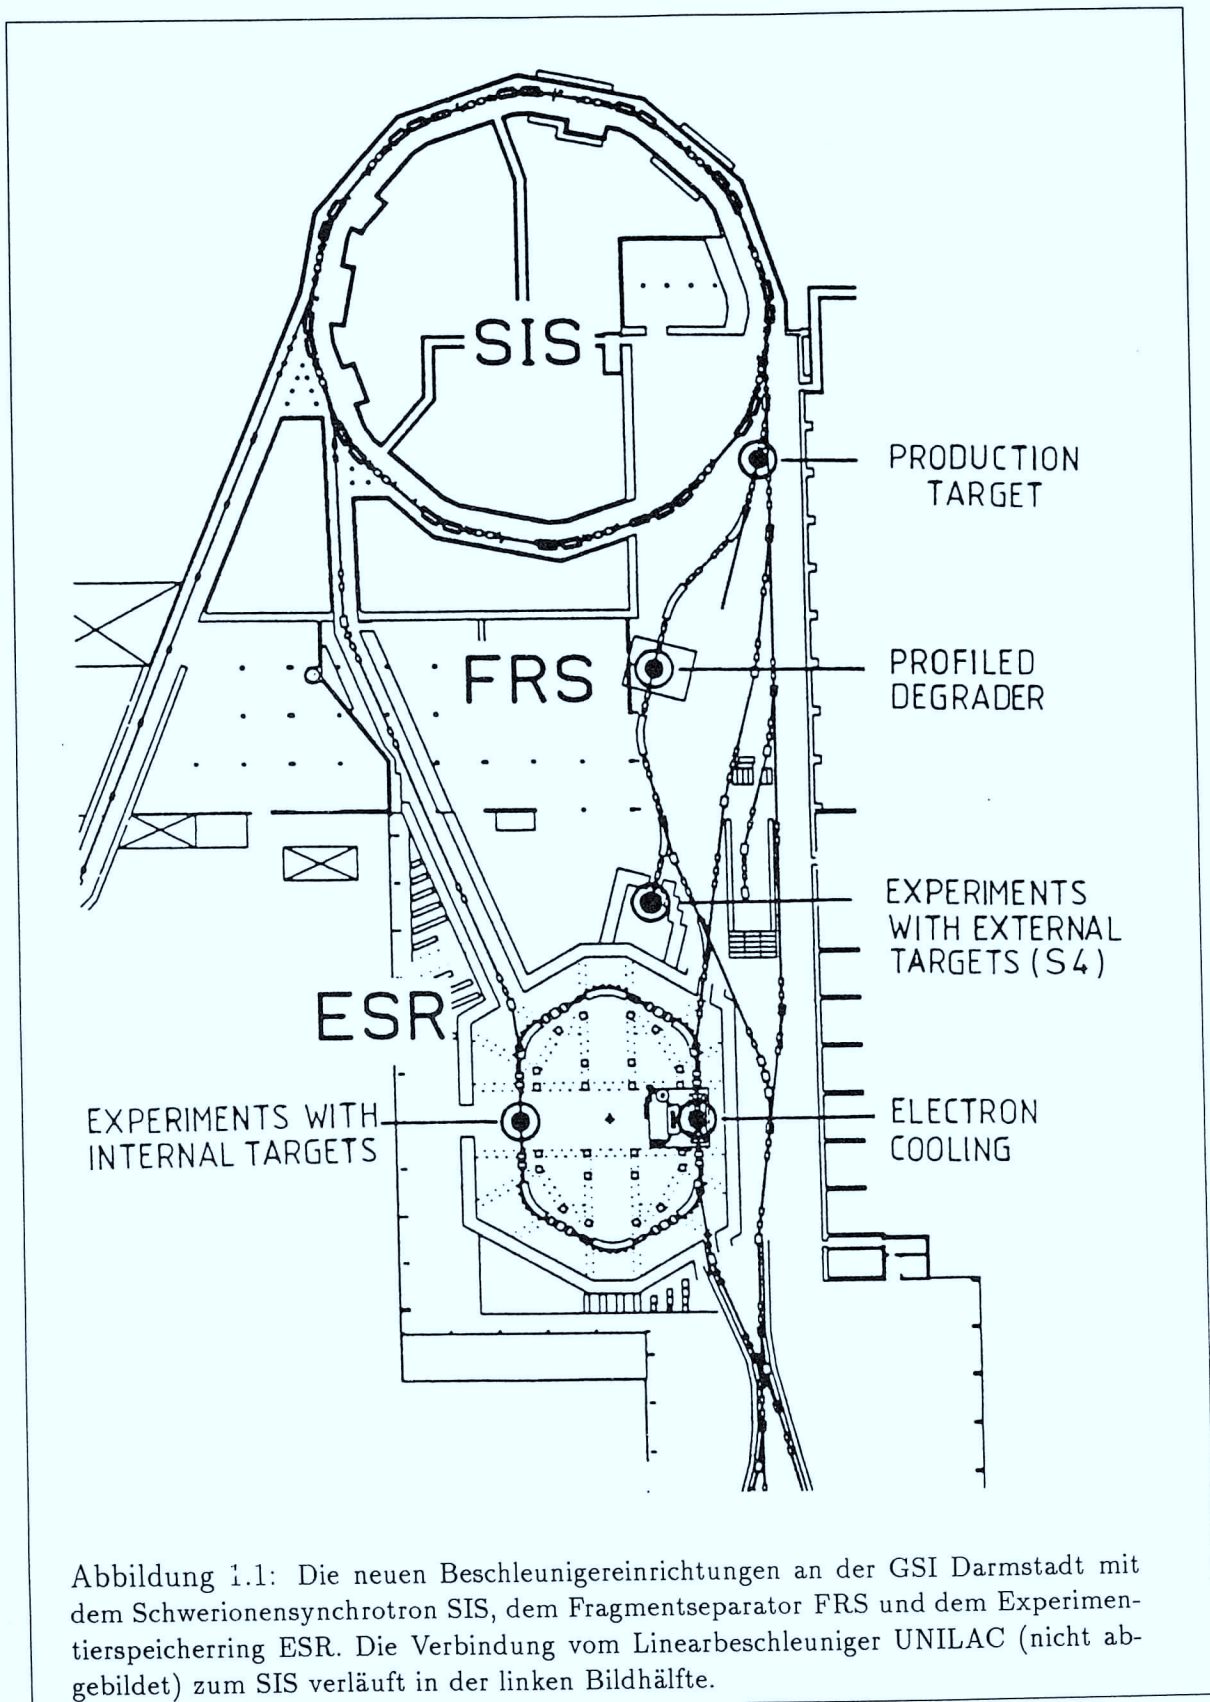 SIS
PRODUCTION
TARGET
FRS
PROFILED
DEGRADER
EXPERIMENTS
WITH EXTERNAL
TARGETS (S4)
ESR
EXPERIMENTS WITH
INTERNAL TARGETS
ELECTRON
COOLING
Abbildung 1.1: Die neuen Beschleunigereinrichtungen an der GSI Darmstadt mit
dem Schwerionensynchrotron SIS, dem Fragmentseparator FRS und dem Experimen-
tierspeicherring ESR. Die Verbindung vom Linearbeschleuniger UNILAC (nicht ab-
gebildet) zum SIS verläuft in der linken Bildhälfte.